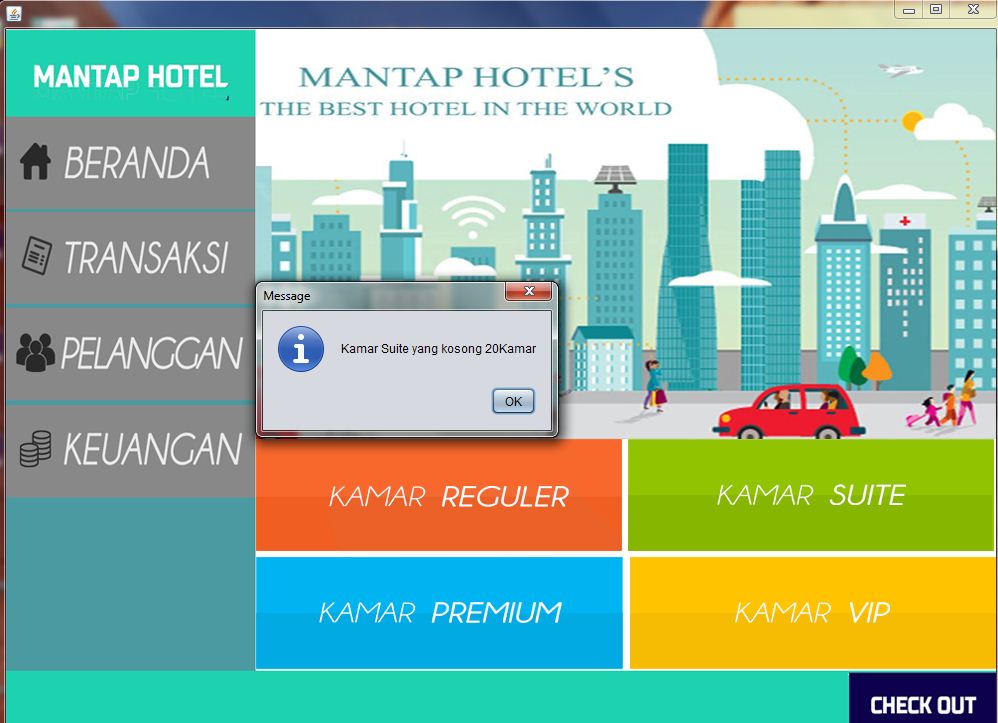 MANTAP HOTEL
BERANDA
TRANSAKSI
PELANGGAN
KEUANGAN
MANTAP HOTEL'S
THE BEST HOTEL IN THE WORLD
Message
Kamar Suite yang kosong 20Kamar
OK
KAMAR REGULER
KAMAR SUITE
KAMAR PREMIUM
KAMAR VIP
CHECK OUT